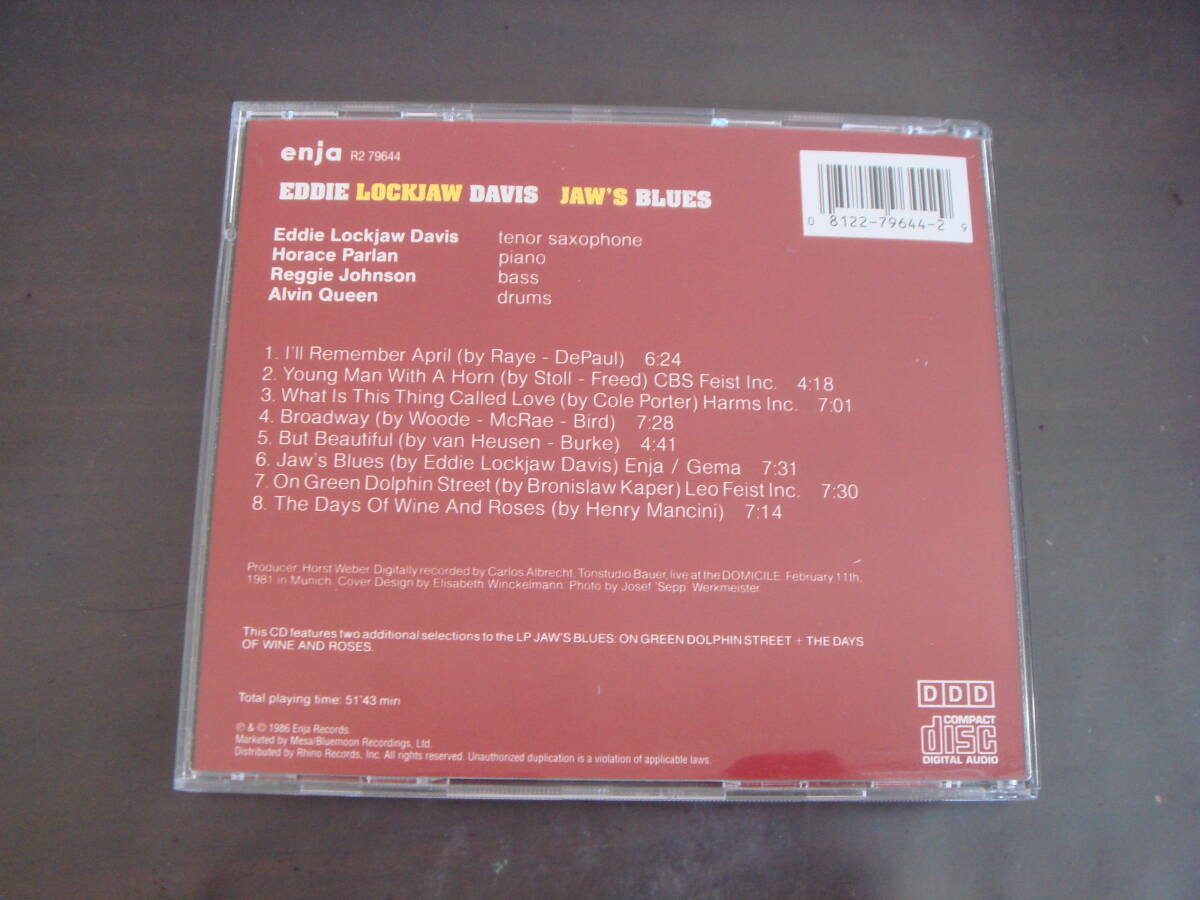 enja R2 79644
EDDIE LOCKJAW DAVIS JAW'S BLUES
0 8122-79644-2 9
Eddie Lockjaw Davis tenor saxophone
Horace Parlan piano
Reggie Johnson bass
Alvin Queen drums
1. I'll Remember April (by Raye - DePaul) 6:24
2. Young Man With A Horn (by Stoll - Freed) CBS Feist Inc. 4:18
3. What Is This Thing Called Love (by Cole Porter) Harms Inc. 7:01
4. Broadway (by Woode - McRae - Bird) 7:28
5. But Beautiful (by van Heusen - Burke) 4:41
6. Jaw's Blues (by Eddie Lockjaw Davis) Enja / Gema 7:31
7. On Green Dolphin Street (by Bronislaw Kaper) Leo Feist Inc. 7:30
8. The Days Of Wine And Roses (by Henry Mancini) 7:14
Producer: Horst Weber. Digitally recorded by Carlos Albrecht, Tonstudio Bauer, live at the DOMICILE, February 11th,
1981 in Munich. Cover Design by Elisabeth Winckelmann. Photo by Josef 'Sepp' Werkmeister
This CD features two additional selections to the LP JAW'S BLUES: ON GREEN DOLPHIN STREET + THE DAYS
OF WINE AND ROSES.
Total playing time: 51'43 min
℗ & © 1986 Enja Records.
Marketed by Mesa/Bluemoon Recordings, Ltd.
Distributed by Rhino Records, Inc. All rights reserved. Unauthorized duplication is a violation of applicable laws.
DDD
COMPACT
disc
DIGITAL AUDIO